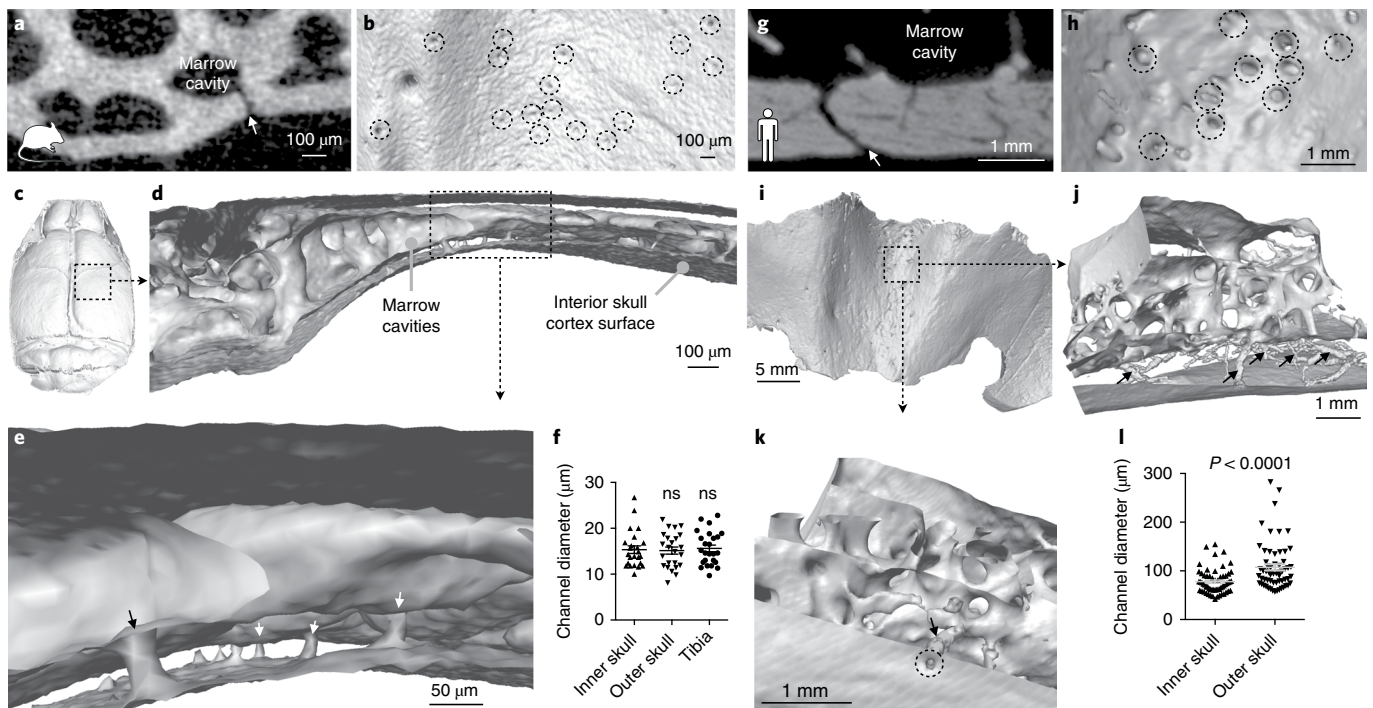 a
Marrow
cavity
100 μm
b
100 μm
g
Marrow
cavity
1 mm
h
1 mm
c
d
Marrow
cavities
Interior skull
cortex surface
100 μm
i
5 mm
j
1 mm
e
50 μm
f
Channel diameter (μm)
30
20
10
0
ns
ns
Inner skull
Outer skull
Tibia
k
1 mm
l
P < 0.0001
Channel diameter (μm)
300
200
100
0
Inner skull
Outer skull